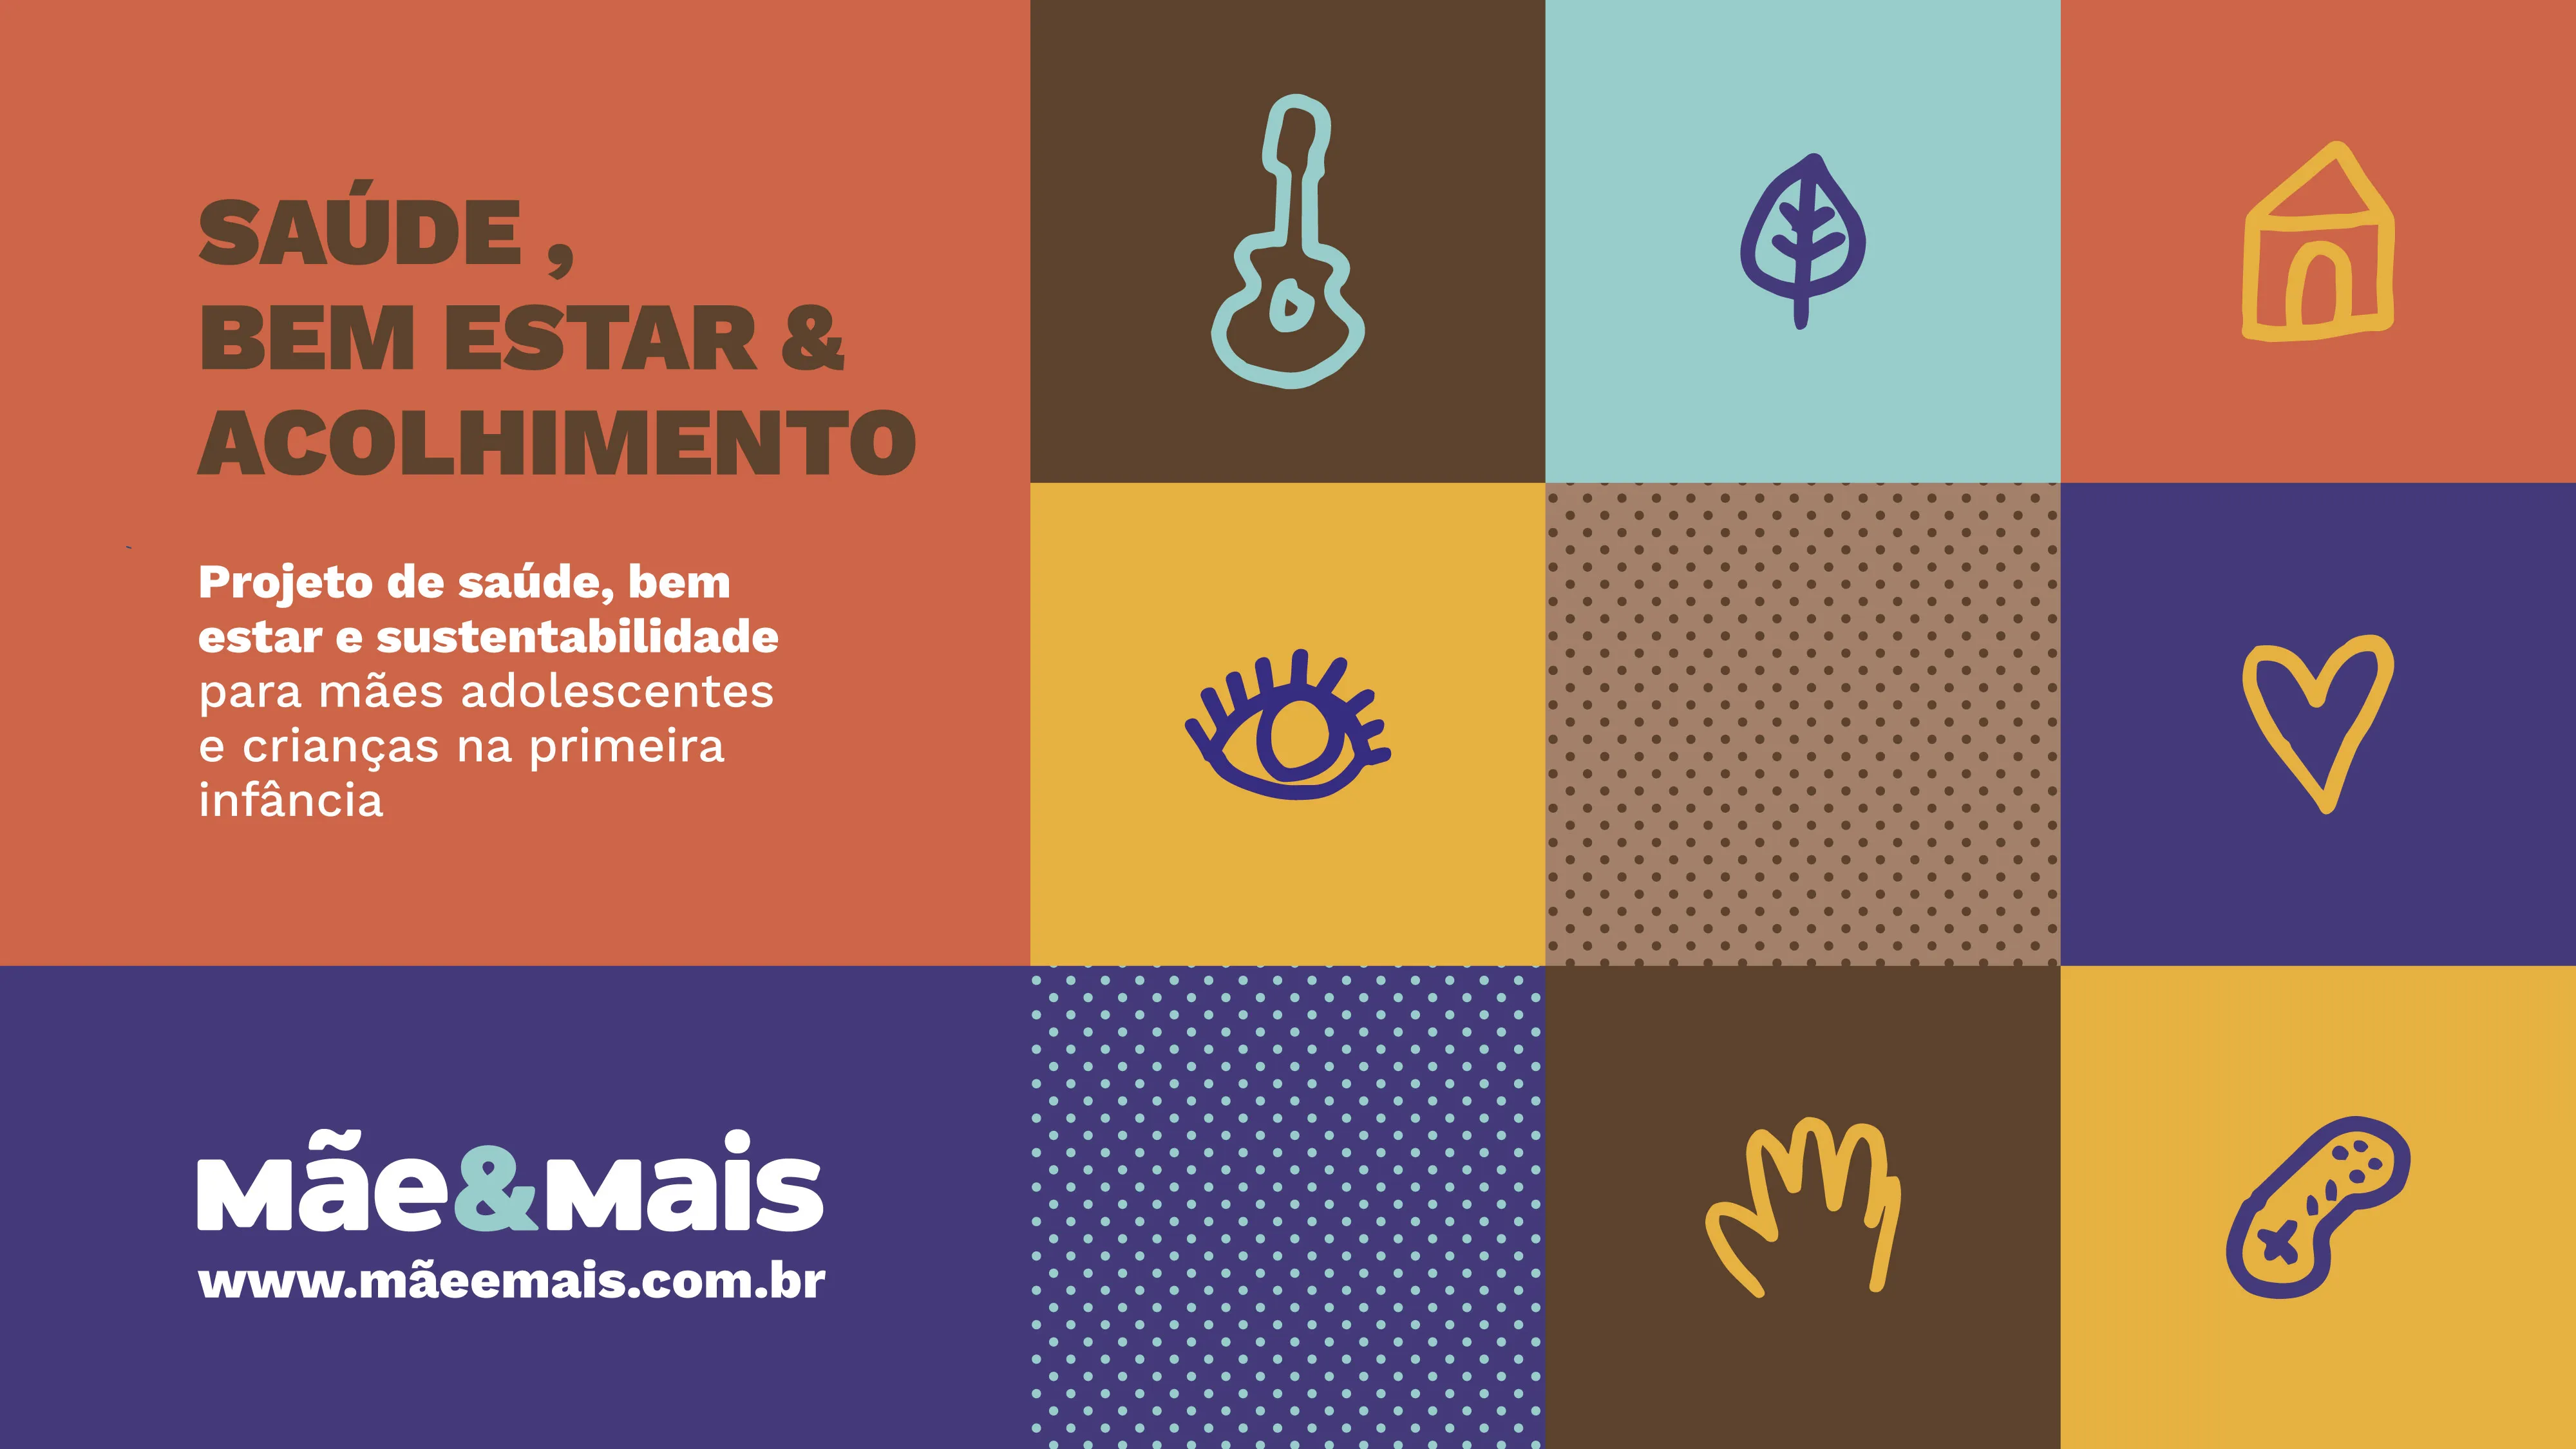 SAÚDE ,
BEM ESTAR &
ACOLHIMENTO
Projeto de saúde, bem
estar e sustentabilidade
para mães adolescentes
e crianças na primeira
infância
mãe&mais
www.mãeemais.com.br